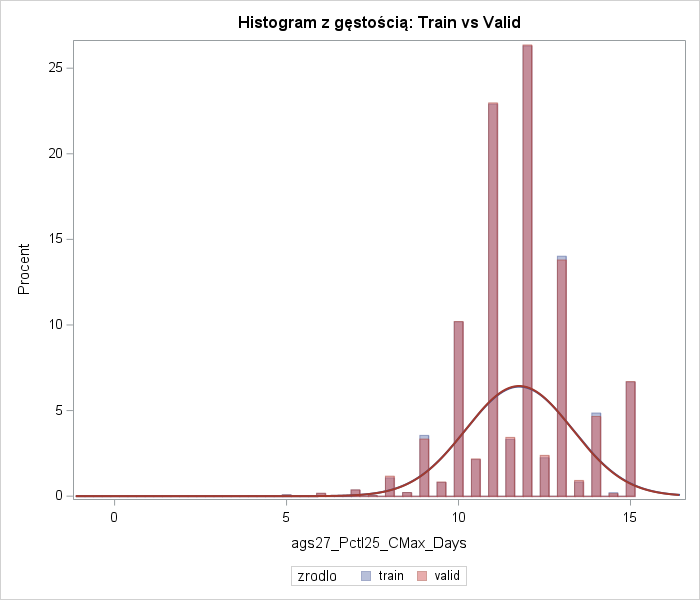 Histogram z gęstością: Train vs Valid
25
20
15
10
5
0
Procent
0 5 10 15
ags27_Pctl25_CMax_Days
zrodlo train valid